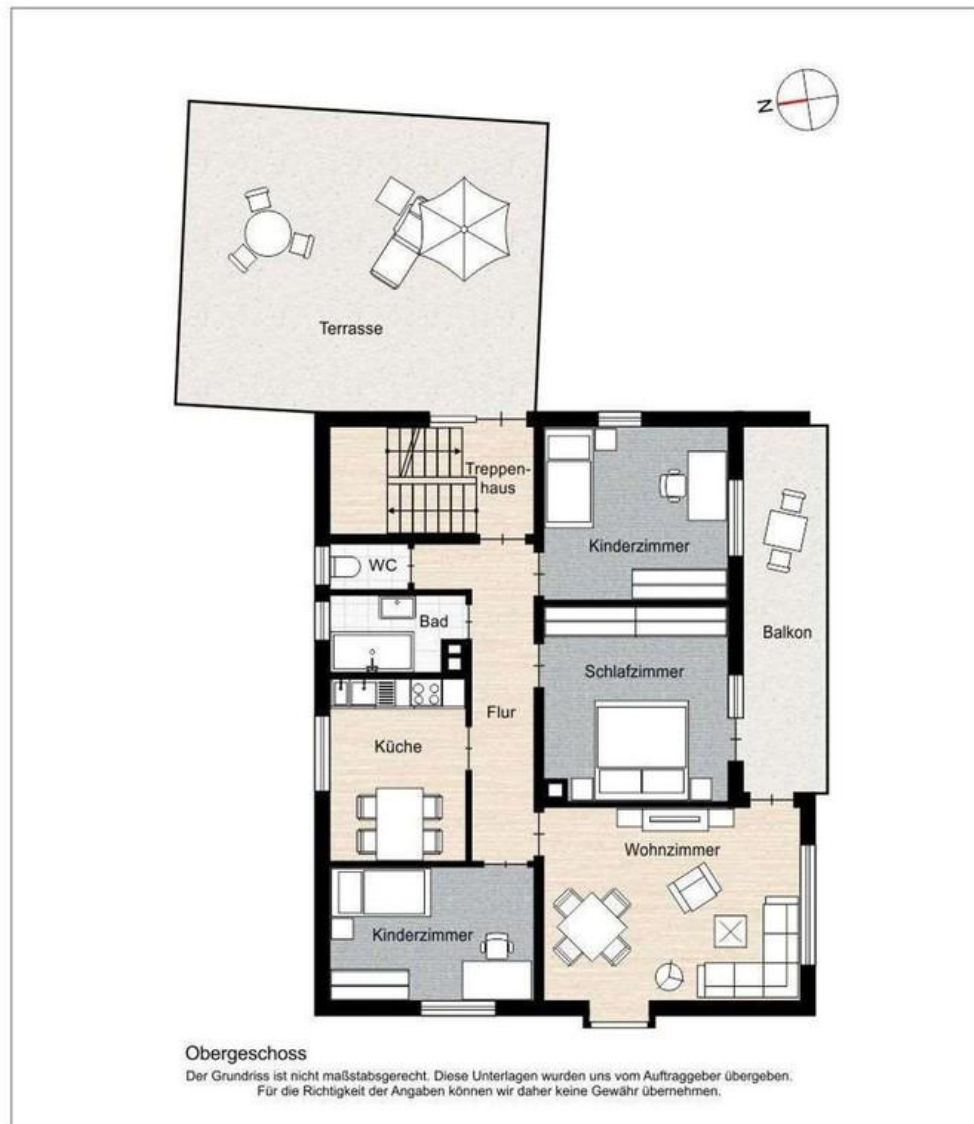 N
Terrasse
Treppen-
haus
WC
Kinderzimmer
Bad
Balkon
Schlafzimmer
Flur
Küche
Wohnzimmer
Kinderzimmer
Obergeschoss
Der Grundriss ist nicht maßstabsgerecht. Diese Unterlagen wurden uns vom Auftraggeber übergeben.
Für die Richtigkeit der Angaben können wir daher keine Gewähr übernehmen.